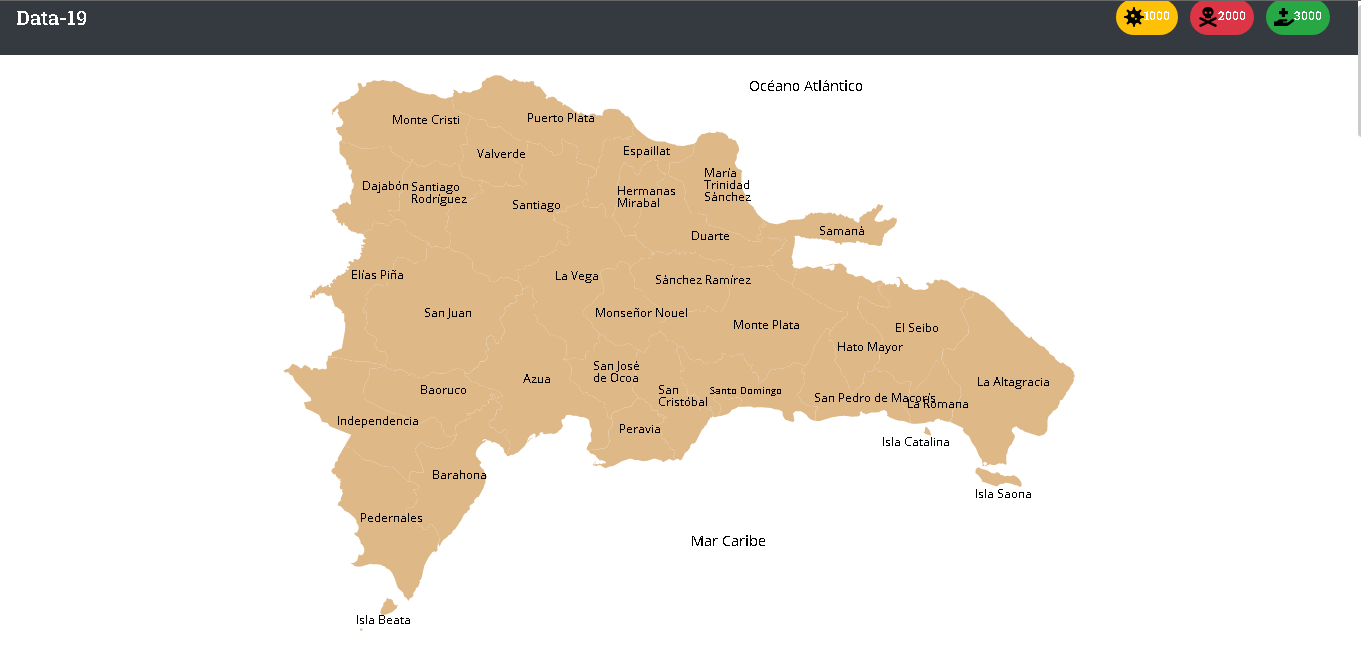 Data-19
1000
2000
3000
Océano Atlántico
Monte Cristi
Puerto Plata
Valverde
Espaillat
Dajabón
Santiago
Rodríguez
Santiago
Hermanas
Mirabal
María
Trinidad
Sánchez
Duarte
Samaná
Elías Piña
La Vega
Sánchez Ramírez
San Juan
Monseñor Nouel
Monte Plata
El Seibo
Hato Mayor
San José
de Ocoa
Azua
Baoruco
San
Cristóbal
Santo Domingo
San Pedro de Macorís
La Romana
La Altagracia
Independencia
Peravia
Isla Catalina
Barahona
Isla Saona
Pedernales
Mar Caribe
Isla Beata